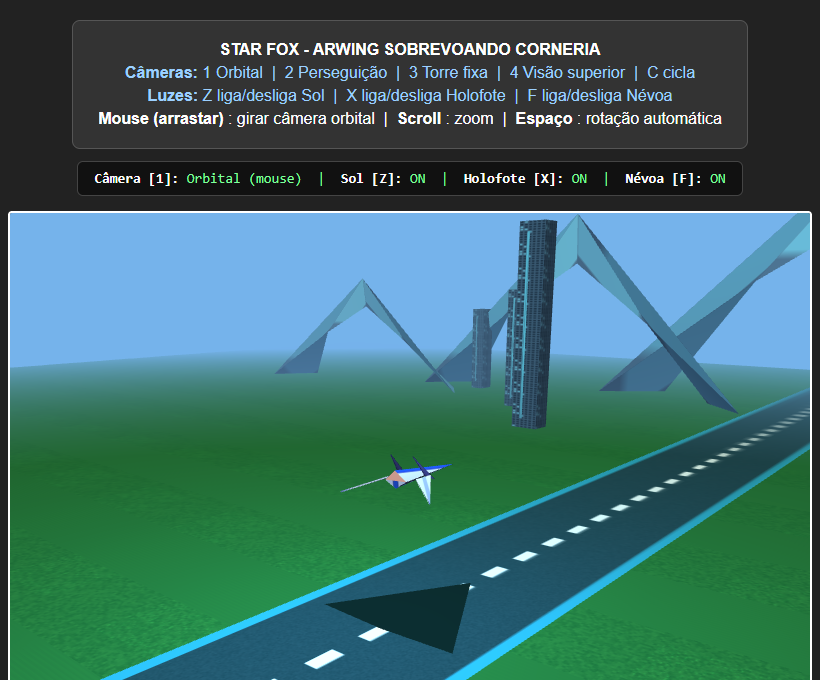 STAR FOX - ARWING SOBREVOANDO CORNERIA
Câmeras: 1 Orbital | 2 Perseguição | 3 Torre fixa | 4 Visão superior | C cicla
Luzes: Z liga/desliga Sol | X liga/desliga Holofote | F liga/desliga Névoa
Mouse (arrastar) : girar câmera orbital | Scroll : zoom | Espaço : rotação automática
Câmera [1]: Orbital (mouse) | Sol [Z]: ON | Holofote [X]: ON | Névoa [F]: ON